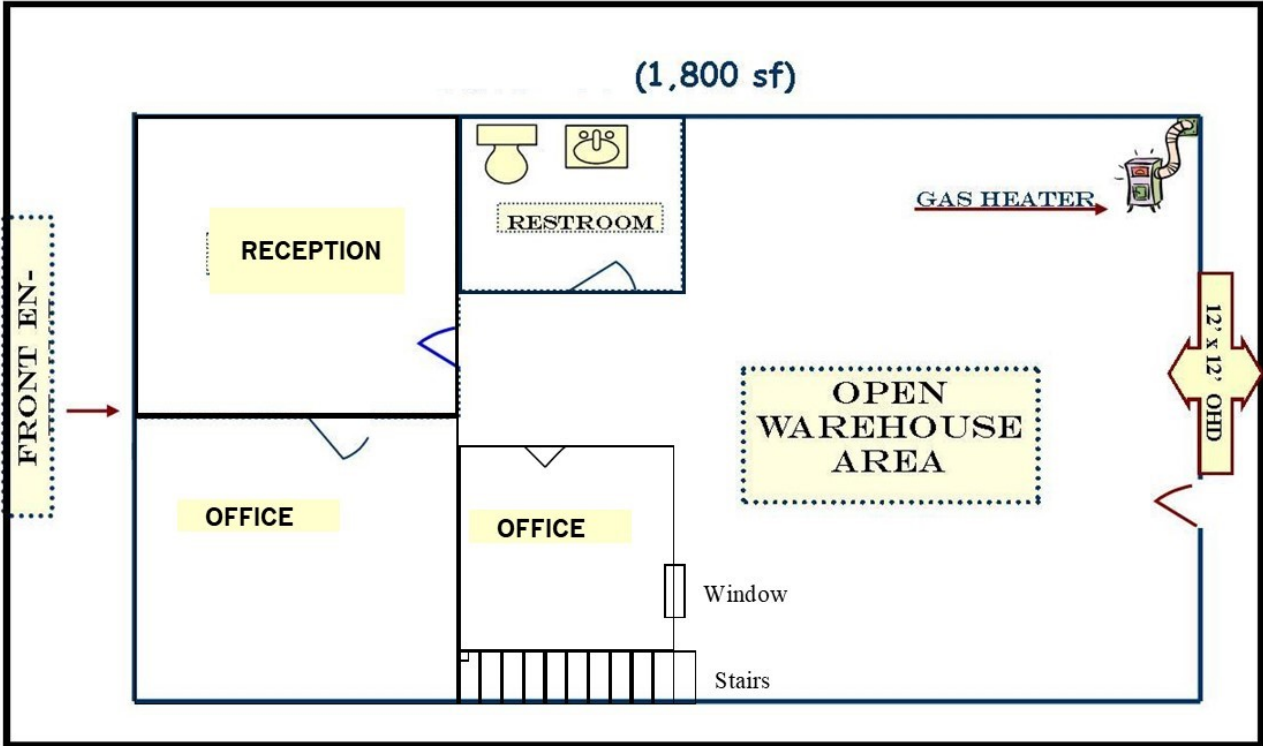 (1,800 sf)
RESTROOM
GAS HEATER
RECEPTION
FRONT EN-
12' x 12' OHD
OPEN
WAREHOUSE
AREA
OFFICE
OFFICE
Window
Stairs